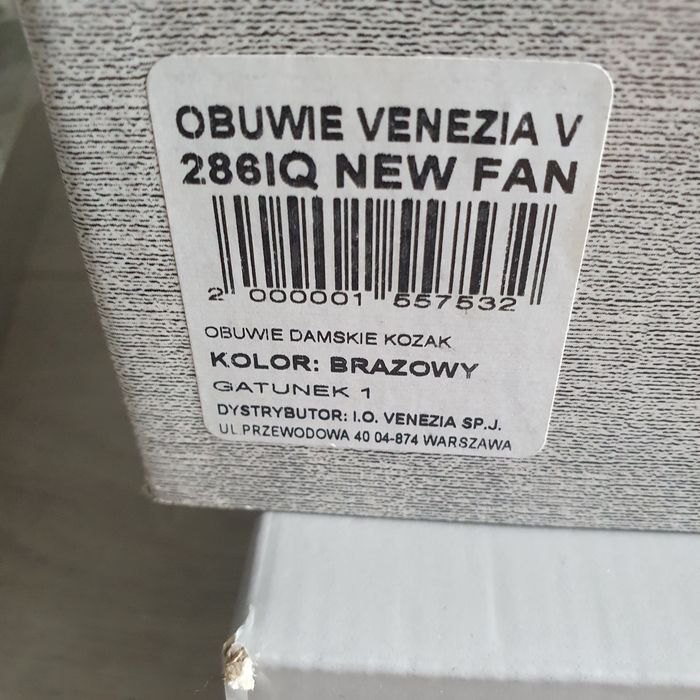 OBUWIE VENEZIA V
286IQ NEW FAN
2 000001 557532
OBUWIE DAMSKIE KOZAK
KOLOR: BRAZOWY
GATUNEK 1
DYSTRYBUTOR: I.O. VENEZIA SP.J.
UL.PRZEWODOWA 40 04-874 WARSZAWA